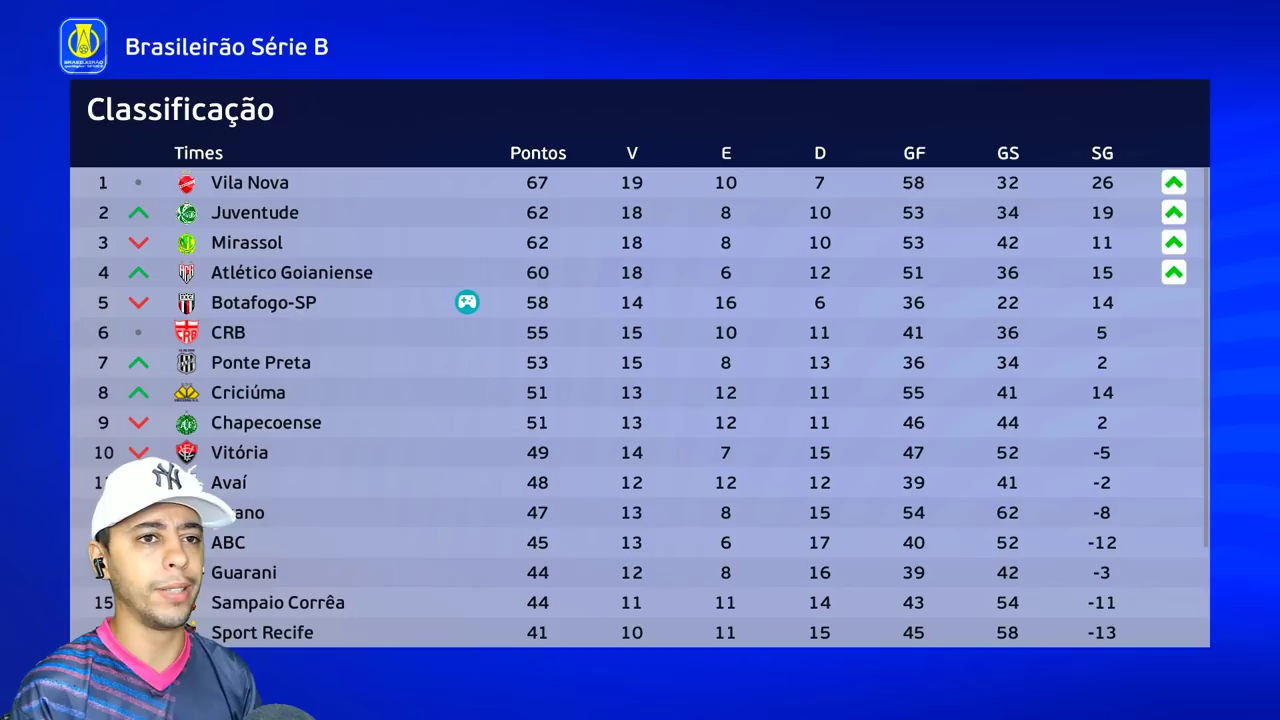 Brasileirão Série B
Classificação
Times Pontos V E D GF GS SG
1 Vila Nova 67 19 10 7 58 32 26
2 Juventude 62 18 8 10 53 34 19
3 Mirassol 62 18 8 10 53 42 11
4 Atlético Goianiense 60 18 6 12 51 36 15
5 Botafogo-SP 58 14 16 6 36 22 14
6 CRB 55 15 10 11 41 36 5
7 Ponte Preta 53 15 8 13 36 34 2
8 Criciúma 51 13 12 11 55 41 14
9 Chapecoense 51 13 12 11 46 44 2
10 Vitória 49 14 7 15 47 52 -5
Avaí 48 12 12 12 39 41 -2
ano 47 13 8 15 54 62 -8
ABC 45 13 6 17 40 52 -12
Guarani 44 12 8 16 39 42 -3
15 Sampaio Corrêa 44 11 11 14 43 54 -11
Sport Recife 41 10 11 15 45 58 -13